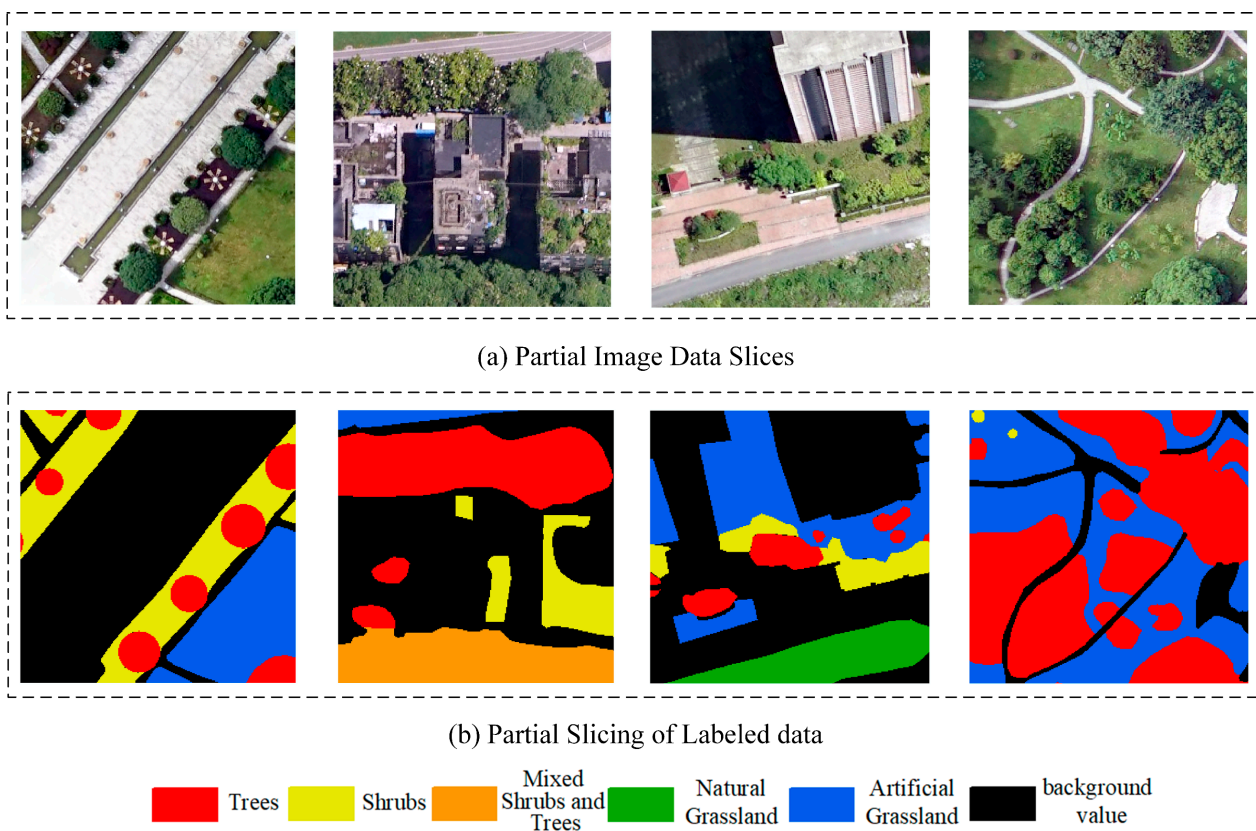 (a) Partial Image Data Slices
(b) Partial Slicing of Labeled data
Trees
Shrubs
Mixed
Shrubs and
Trees
Natural
Grassland
Artificial
Grassland
background
value